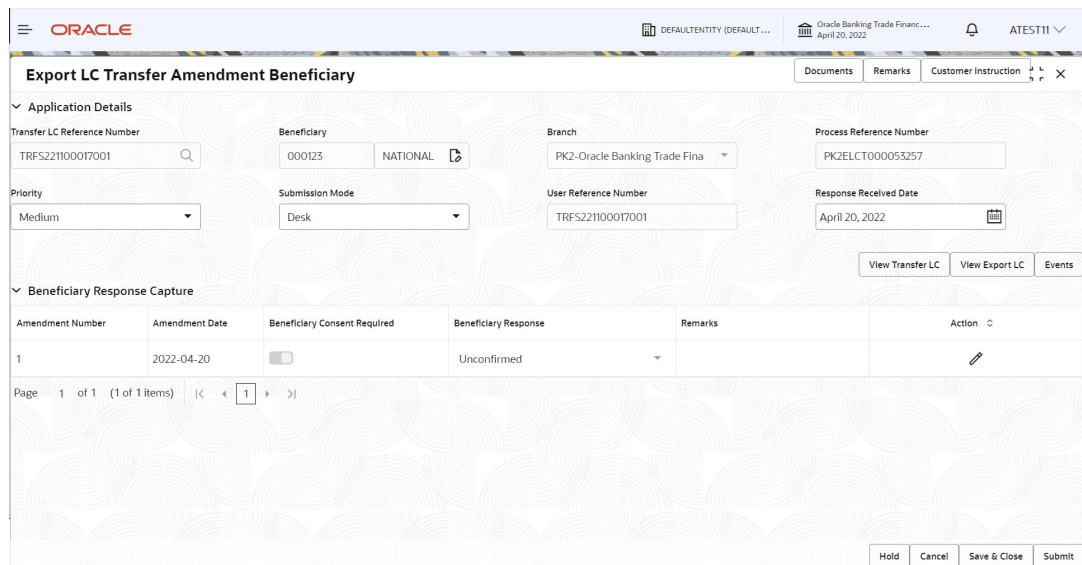 ORACLE
DEFAULTENTITY (DEFAULT...
Oracle Banking Trade Financ...
April 20, 2022
ATEST11
Export LC Transfer Amendment Beneficiary
Documents
Remarks
Customer Instruction
Application Details
Transfer LC Reference Number
Beneficiary
Branch
Process Reference Number
TRFS221100017001
000123
NATIONAL
PK2-Oracle Banking Trade Fina
PK2ELCT000053257
Priority
Submission Mode
User Reference Number
Response Received Date
Medium
Desk
TRFS221100017001
April 20, 2022
View Transfer LC
View Export LC
Events
Beneficiary Response Capture
Amendment Number
Amendment Date
Beneficiary Consent Required
Beneficiary Response
Remarks
Action
1
2022-04-20
Unconfirmed
Page 1 of 1 (1 of 1 items) 1
Hold
Cancel
Save & Close
Submit